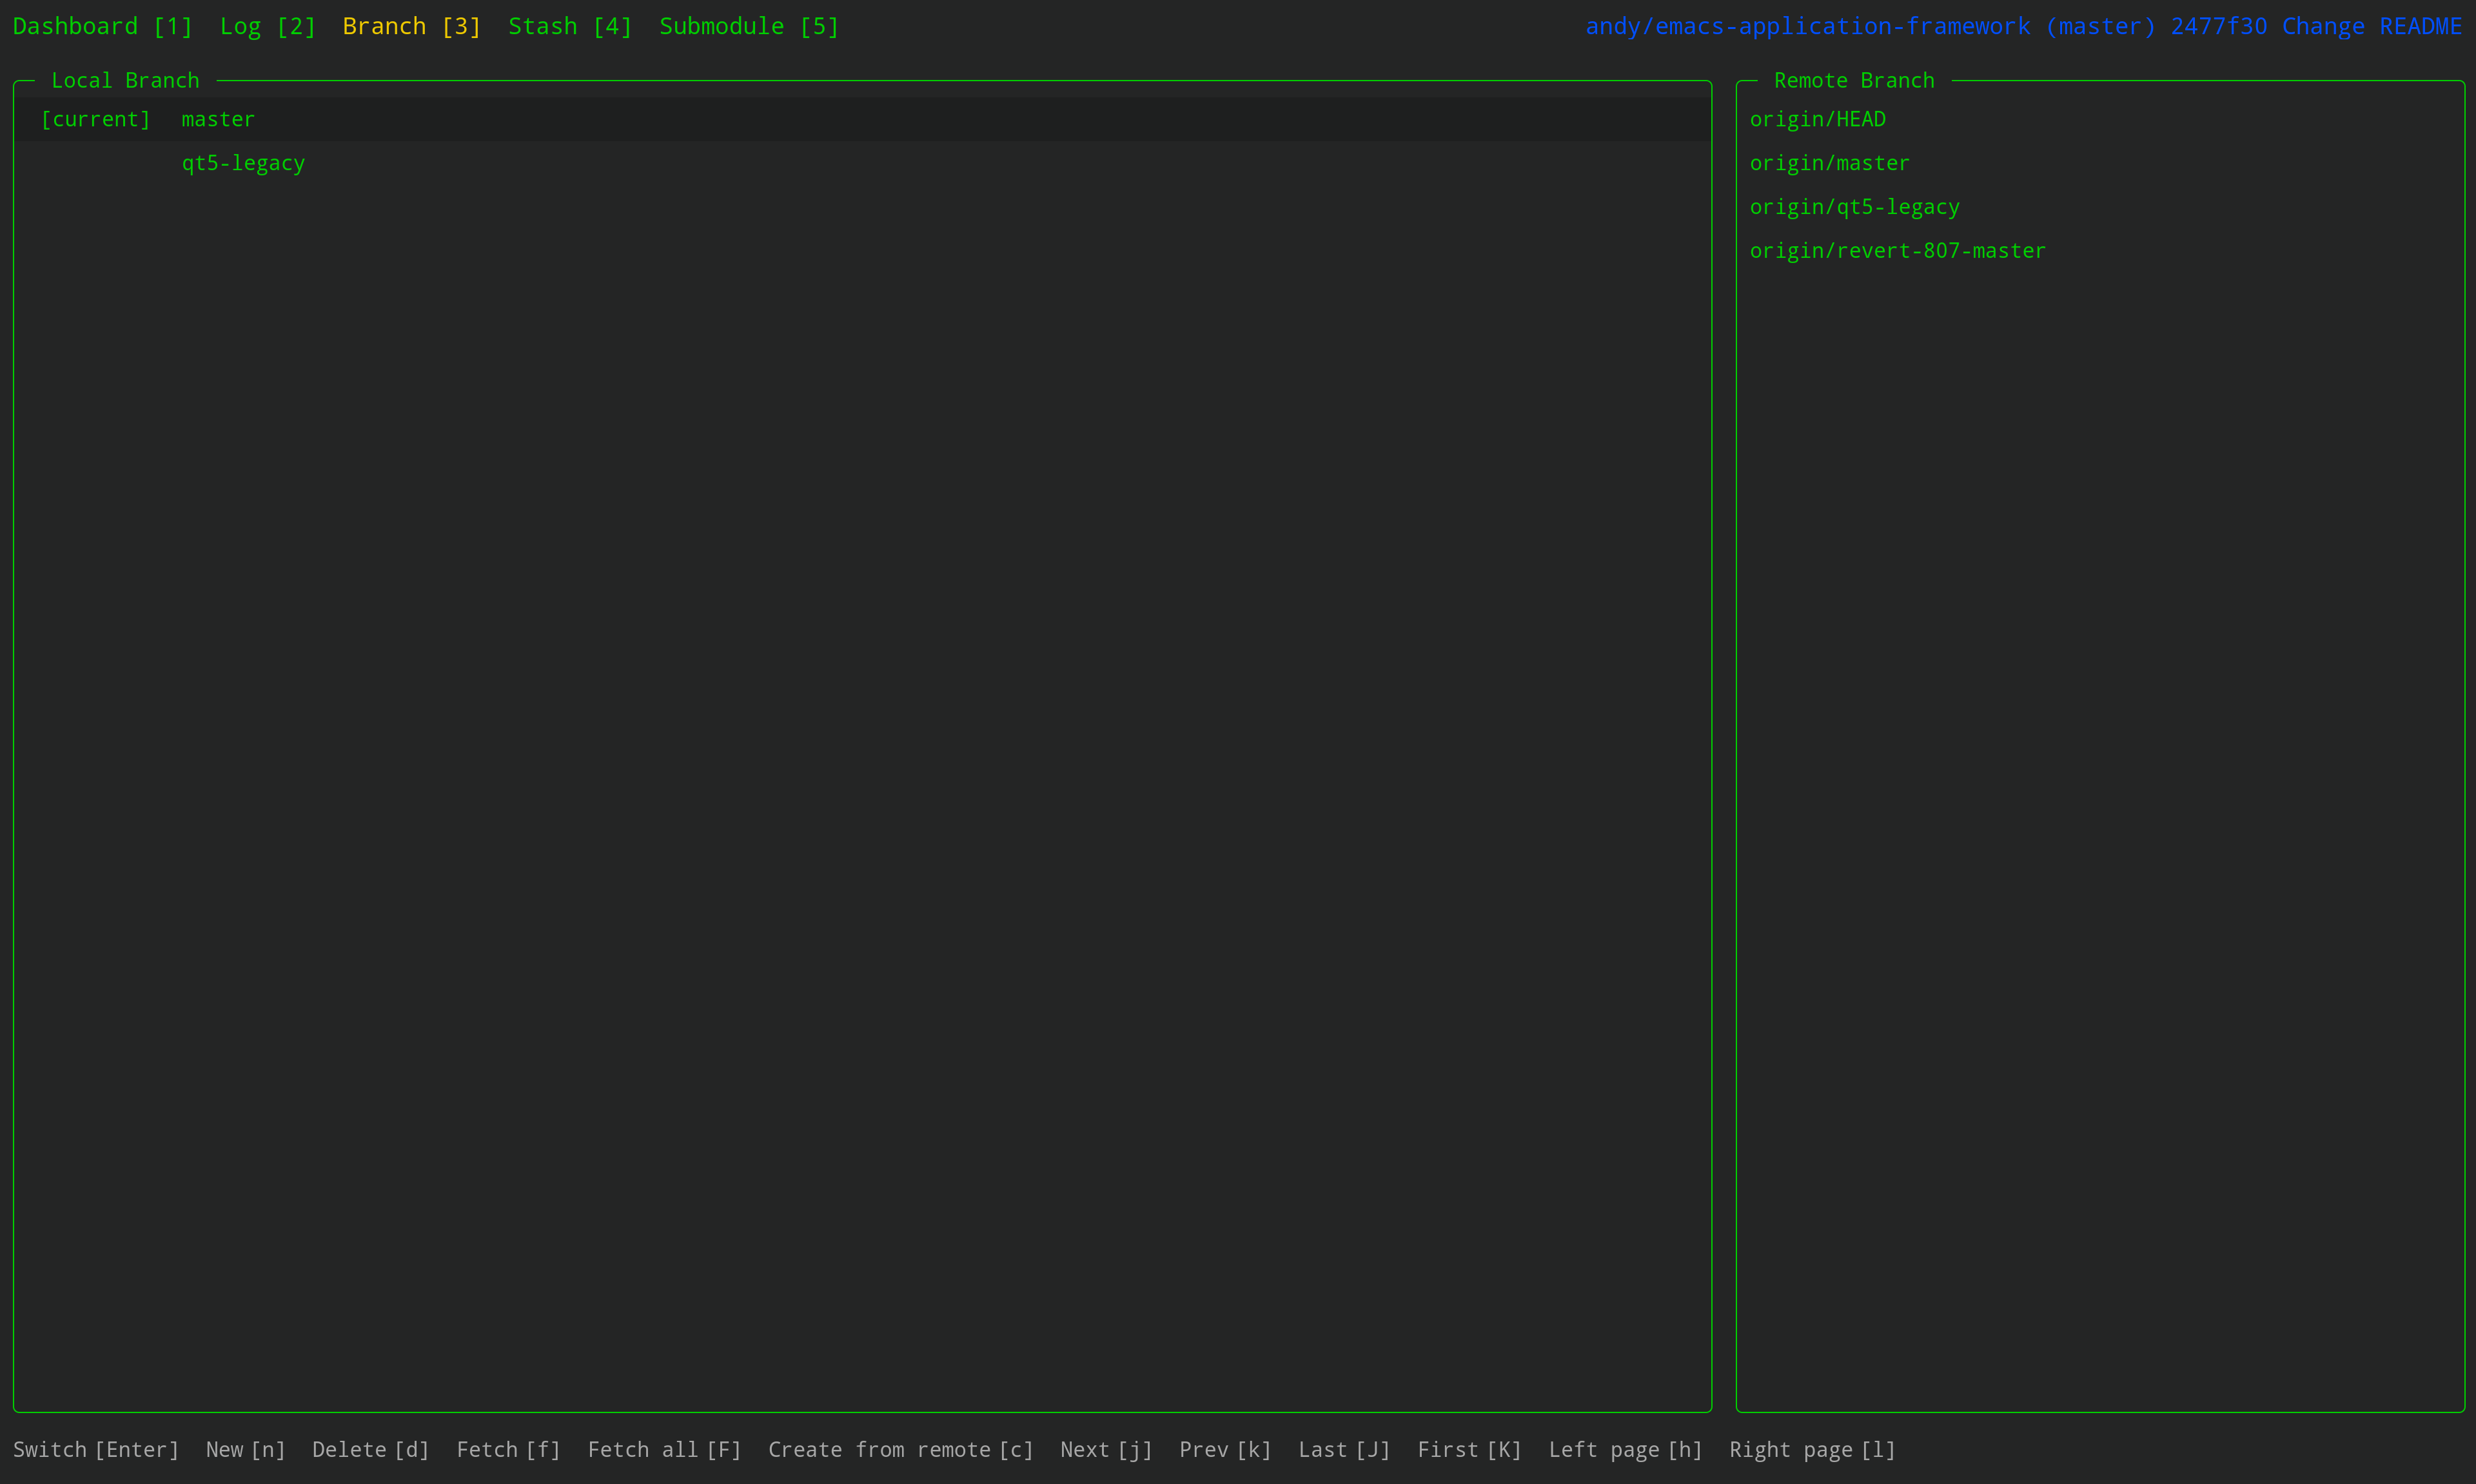 Dashboard [1] Log [2] Branch [3] Stash [4] Submodule [5] andy/emacs-application-framework (master) 2477f30 Change README
Local Branch
[current] master
qt5-legacy
Remote Branch
origin/HEAD
origin/master
origin/qt5-legacy
origin/revert-807-master
Switch [Enter] New [n] Delete [d] Fetch [f] Fetch all [F] Create from remote [c] Next [j] Prev [k] Last [J] First [K] Left page [h] Right page [l]